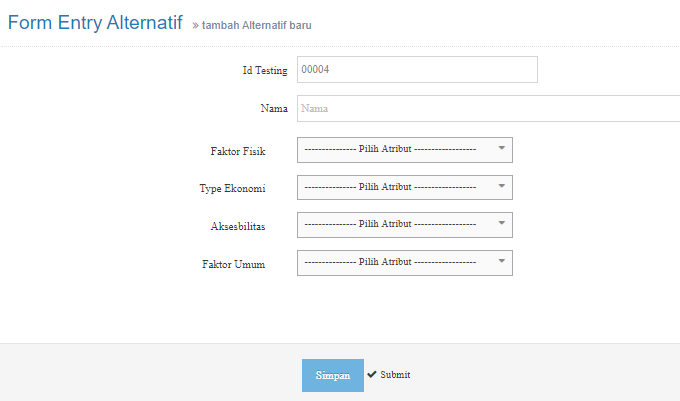 Form Entry Alternatif » tambah Alternatif baru
Id Testing 00004
Nama Nama
Faktor Fisik --------------- Pilih Atribut ------------------
Type Ekonomi --------------- Pilih Atribut ------------------
Aksesbilitas --------------- Pilih Atribut ------------------
Faktor Umum --------------- Pilih Atribut ------------------
Simpan ✔ Submit